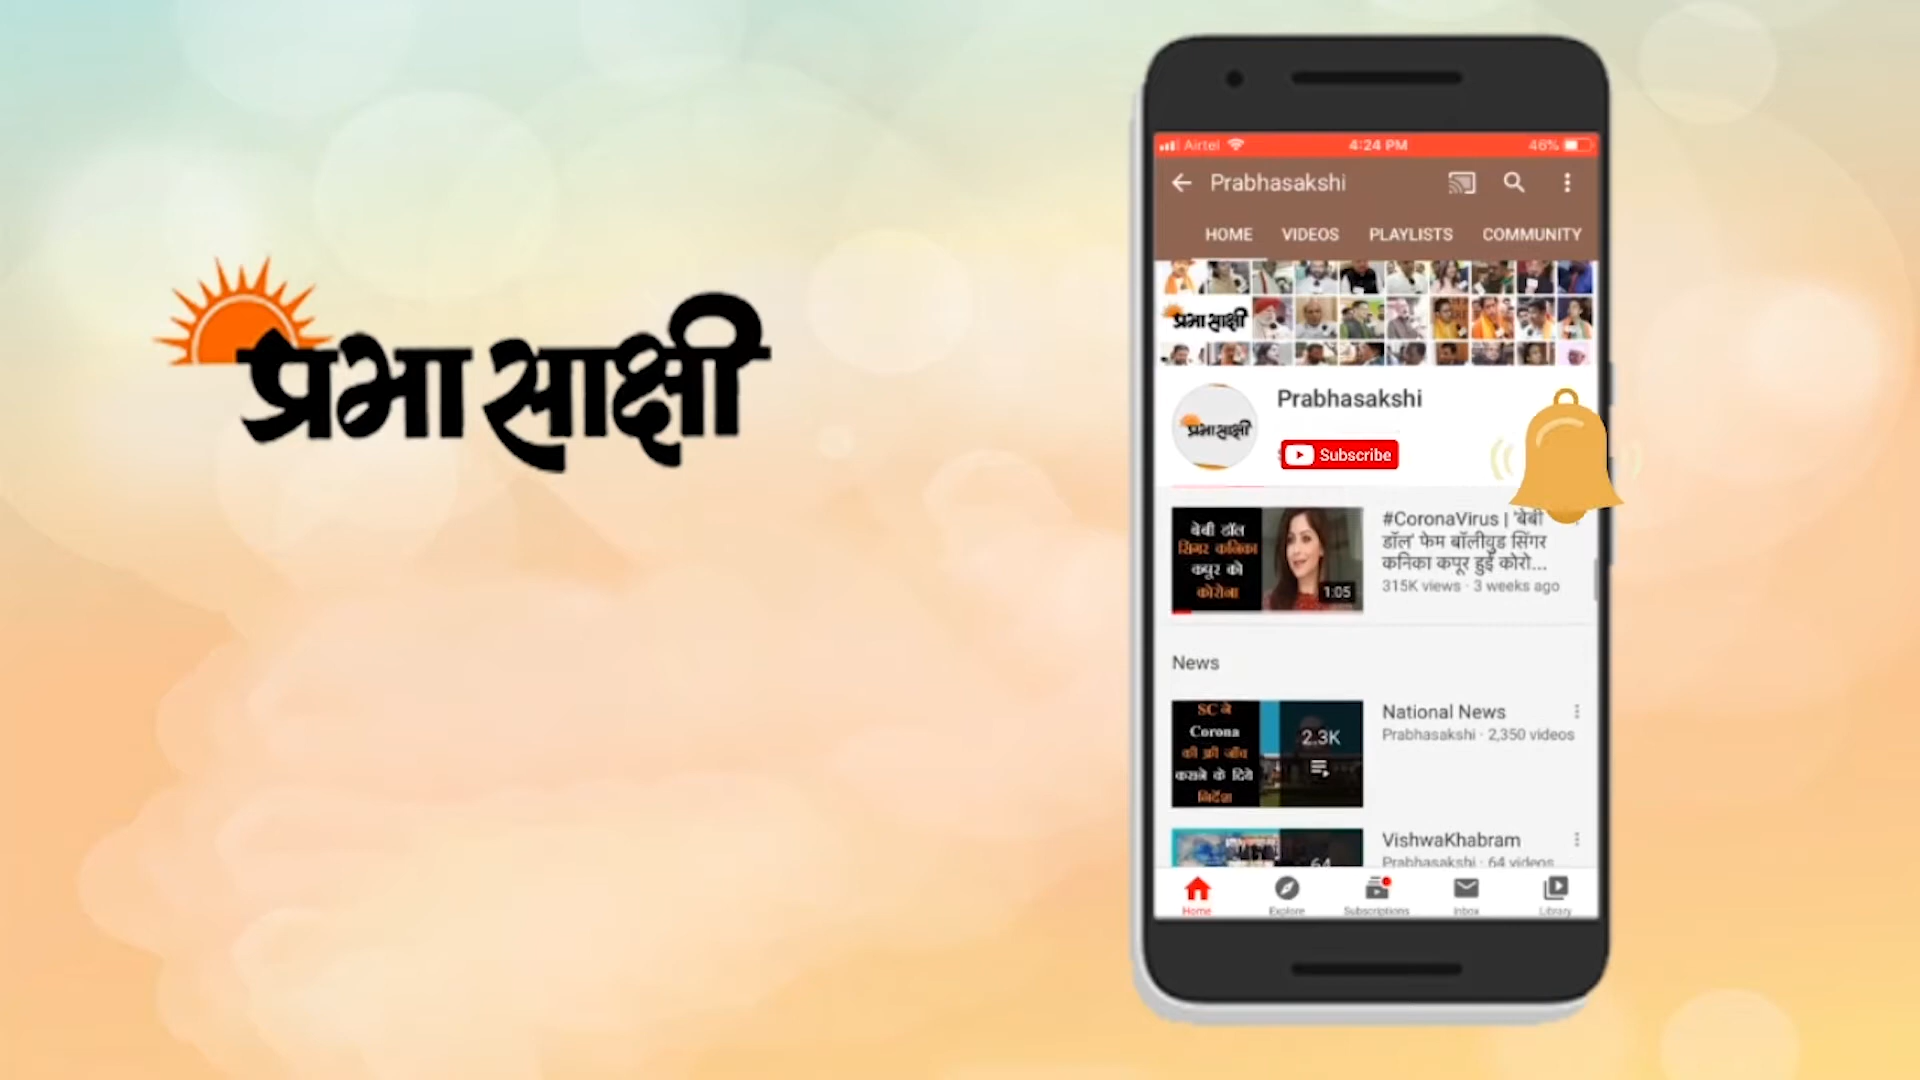 प्रभा साक्षी
Airtel 4:24 PM 46%
Prabhasakshi
HOME VIDEOS PLAYLISTS COMMUNITY
प्रभा साक्षी
Prabhasakshi
प्रभा साक्षी
Subscribe
बेबी डॉल
सिंगर कनिका
कपूर को
कोरोना
1:05
#CoronaVirus | 'बेबी
डॉल' फेम बॉलीवुड सिंगर
कनिका कपूर हुई कोरो...
315K views · 3 weeks ago
News
SC ने
Corona
की फ्री जाँच
कराने के दिये
निर्देश
2.3K
National News
Prabhasakshi · 2,350 videos
64
VishwaKhabram
Prabhasakshi · 64 videos
Home Explore Subscriptions Inbox Library